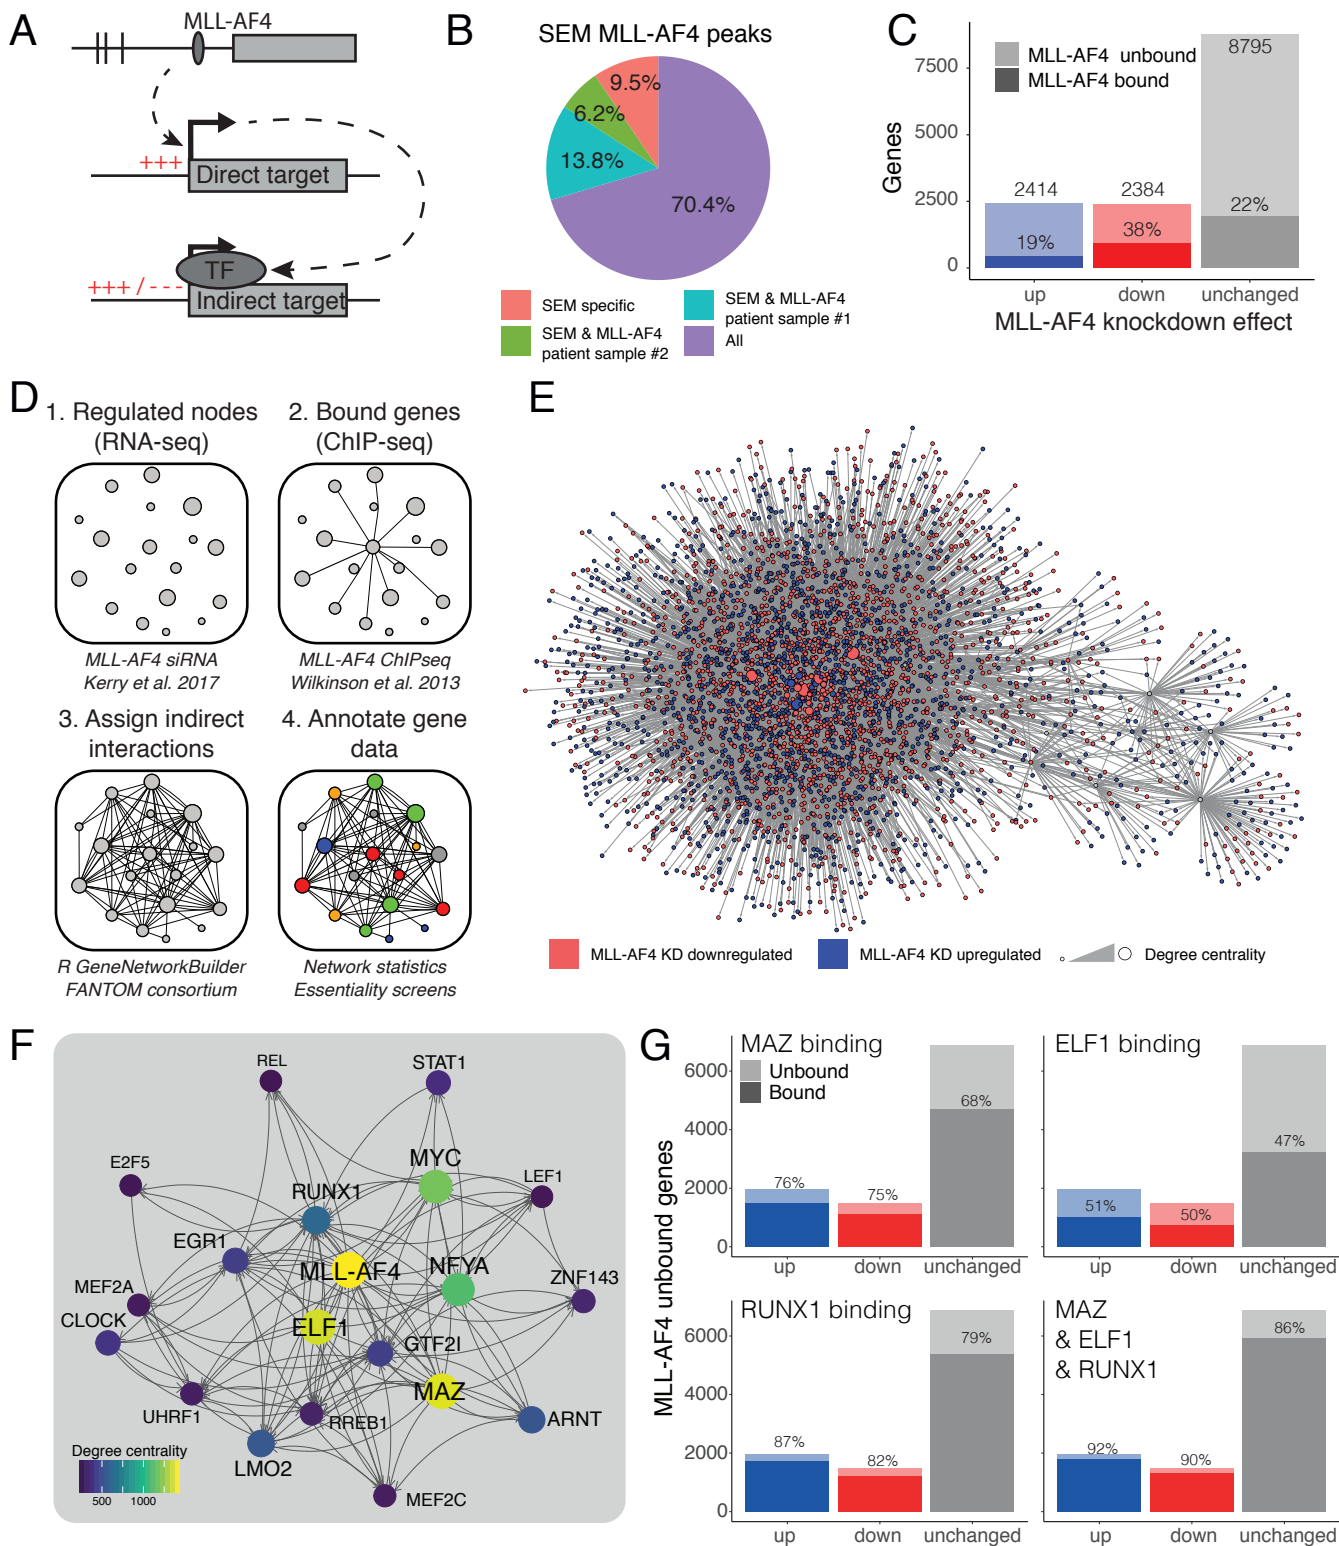 A
MLL-AF4
+++
Direct target
TF
+++ / - - -
Indirect target
B
SEM MLL-AF4 peaks
9.5%
6.2%
13.8%
70.4%
SEM specific
SEM & MLL-AF4
patient sample #2
SEM & MLL-AF4
patient sample #1
All
C
MLL-AF4 unbound
MLL-AF4 bound
8795
7500
5000
2500
0
Genes
2414
2384
19%
38%
22%
up
down
unchanged
MLL-AF4 knockdown effect
D
1. Regulated nodes
(RNA-seq)
MLL-AF4 siRNA
Kerry et al. 2017
2. Bound genes
(ChIP-seq)
MLL-AF4 ChIPseq
Wilkinson et al. 2013
3. Assign indirect
interactions
R GeneNetworkBuilder
FANTOM consortium
4. Annotate gene
data
Network statistics
Essentiality screens
E
MLL-AF4 KD downregulated
MLL-AF4 KD upregulated
Degree centrality
F
REL
STAT1
E2F5
MYC
LEF1
RUNX1
EGR1
MLL-AF4
NFYA
ZNF143
MEF2A
CLOCK
ELF1
GTF2I
MAZ
UHRF1
RREB1
ARNT
LMO2
MEF2C
Degree centrality
500
1000
G
MLL-AF4 unbound genes
MAZ binding
Unbound
Bound
6000
4000
2000
0
76%
75%
68%
up
down
unchanged
ELF1 binding
51%
50%
47%
up
down
unchanged
RUNX1 binding
6000
4000
2000
0
87%
82%
79%
up
down
unchanged
MAZ
& ELF1
& RUNX1
92%
90%
86%
up
down
unchanged